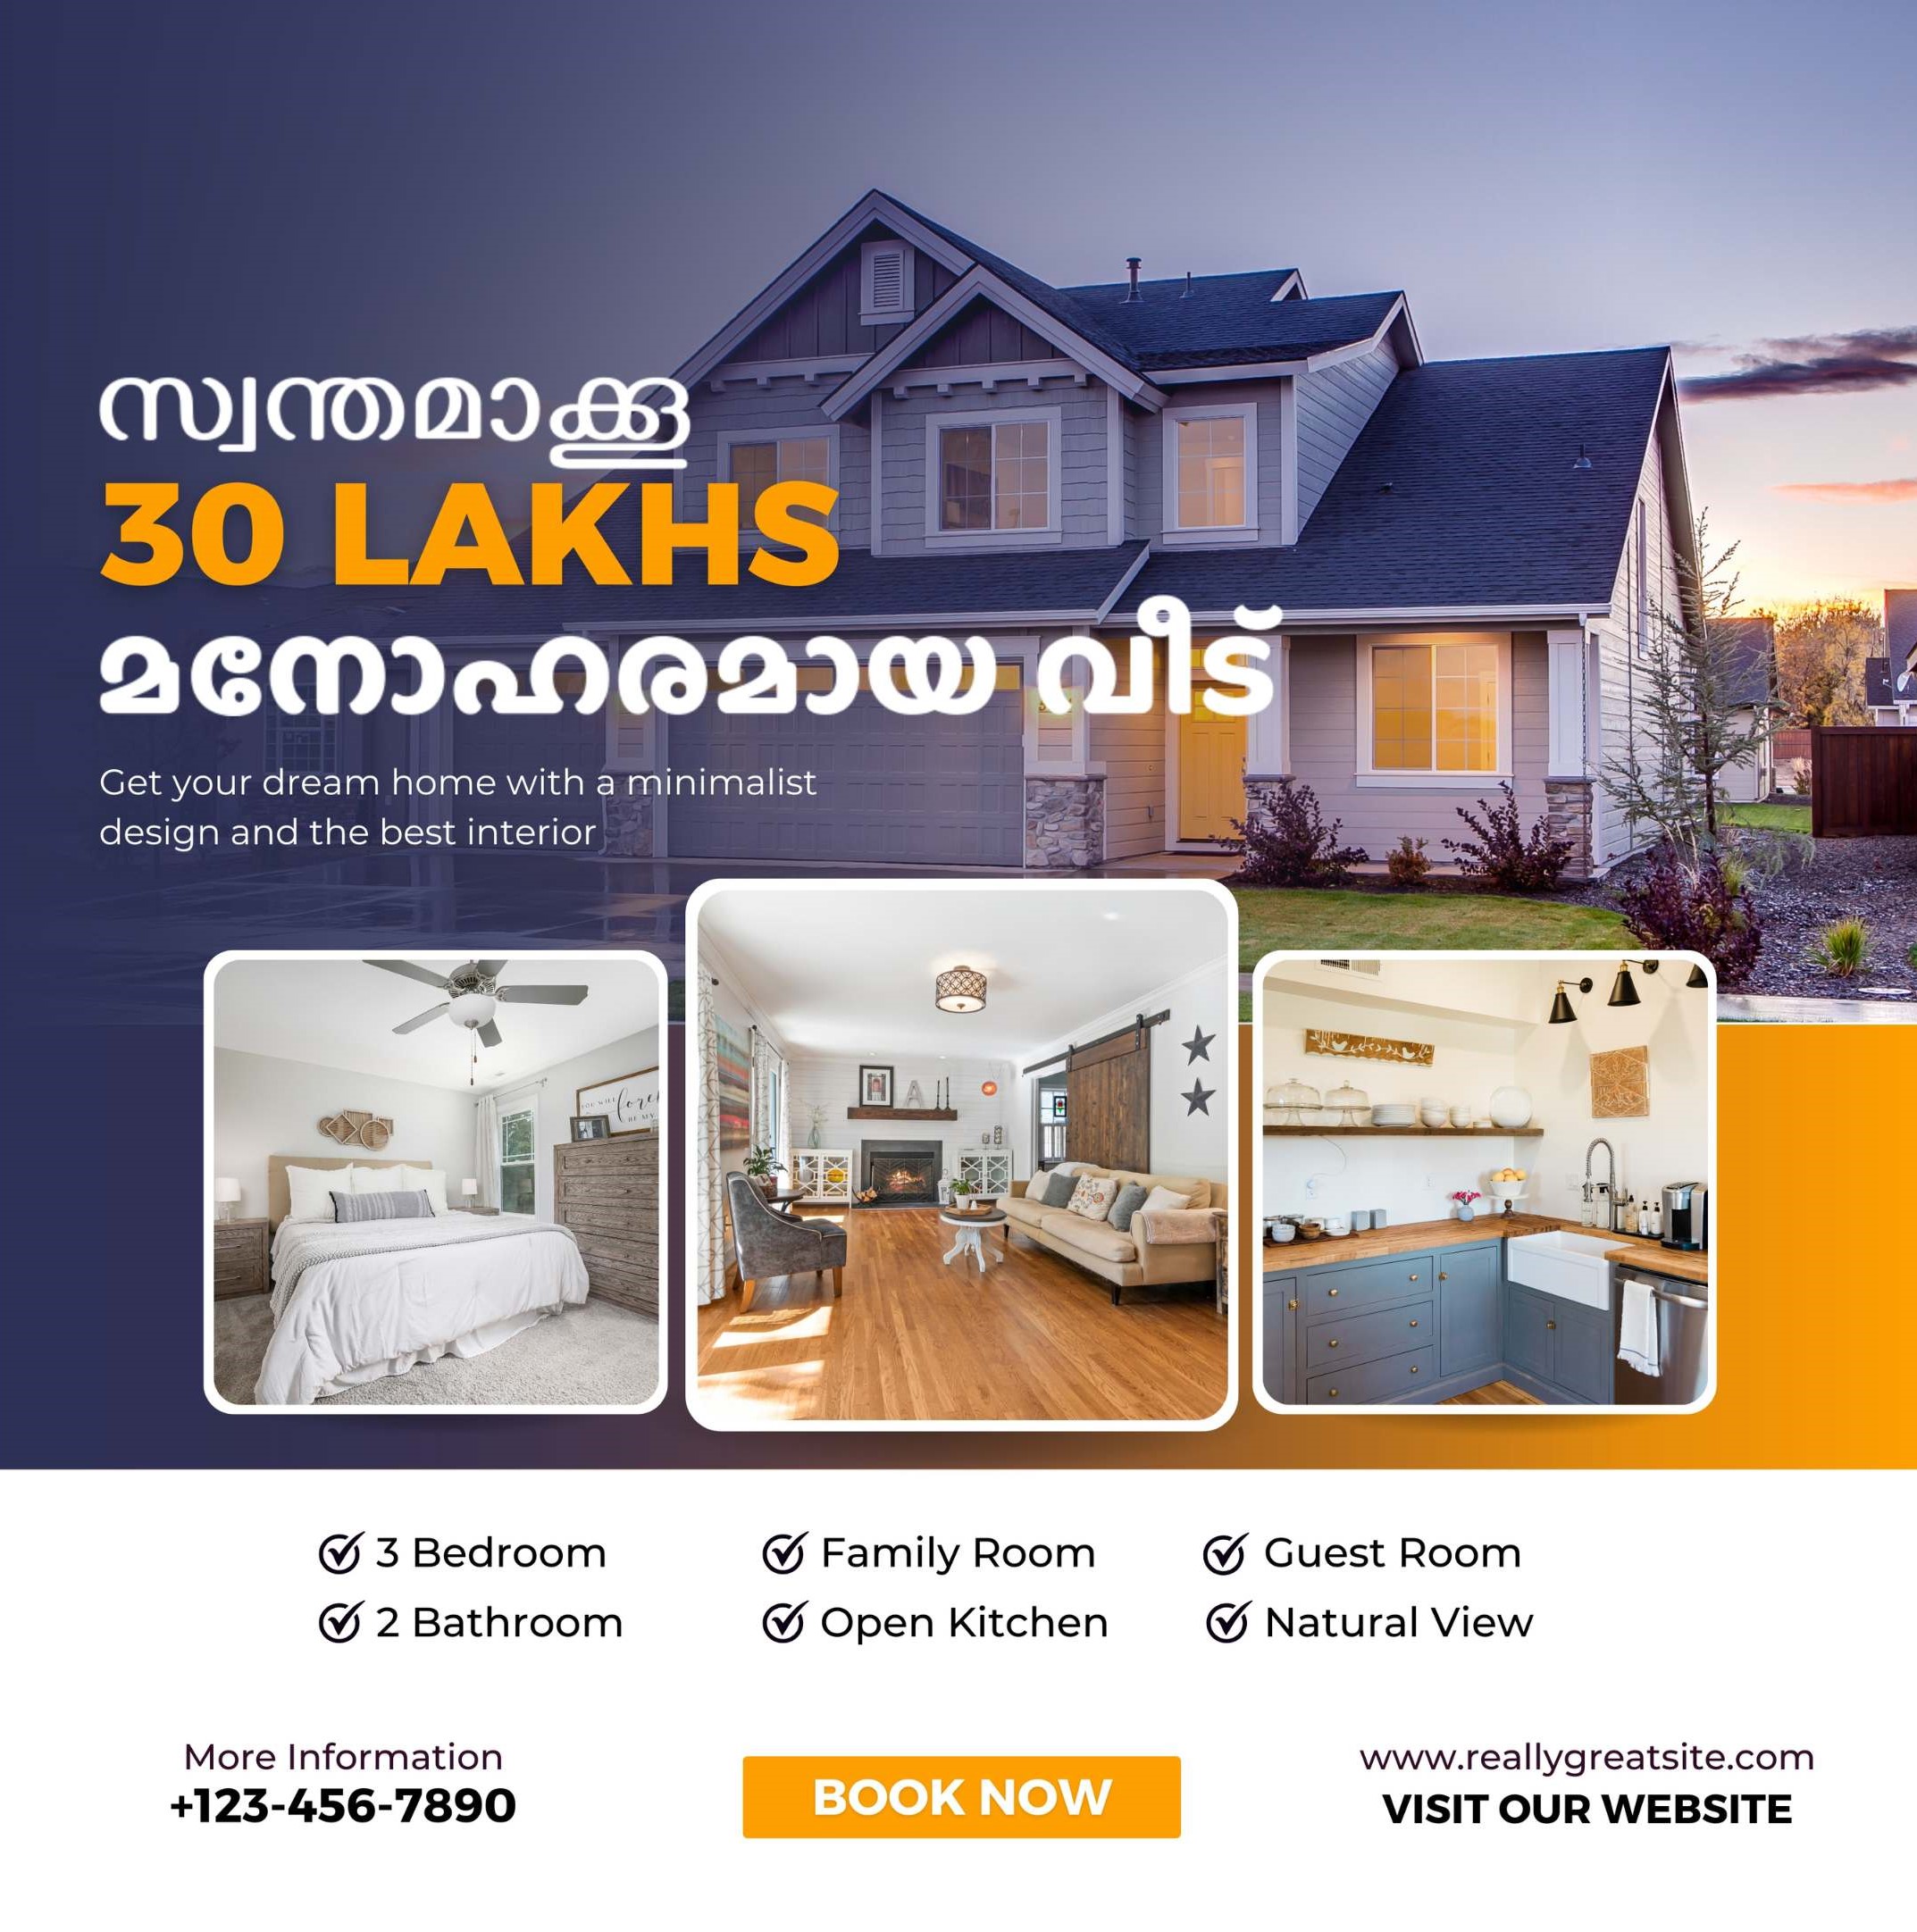 സ്വന്തമാക്കൂ
30 LAKHS
മനോഹരമായ വീട്
Get your dream home with a minimalist
design and the best interior
3 Bedroom
Family Room
Guest Room
2 Bathroom
Open Kitchen
Natural View
More Information
+123-456-7890
BOOK NOW
www.reallygreatsite.com
VISIT OUR WEBSITE